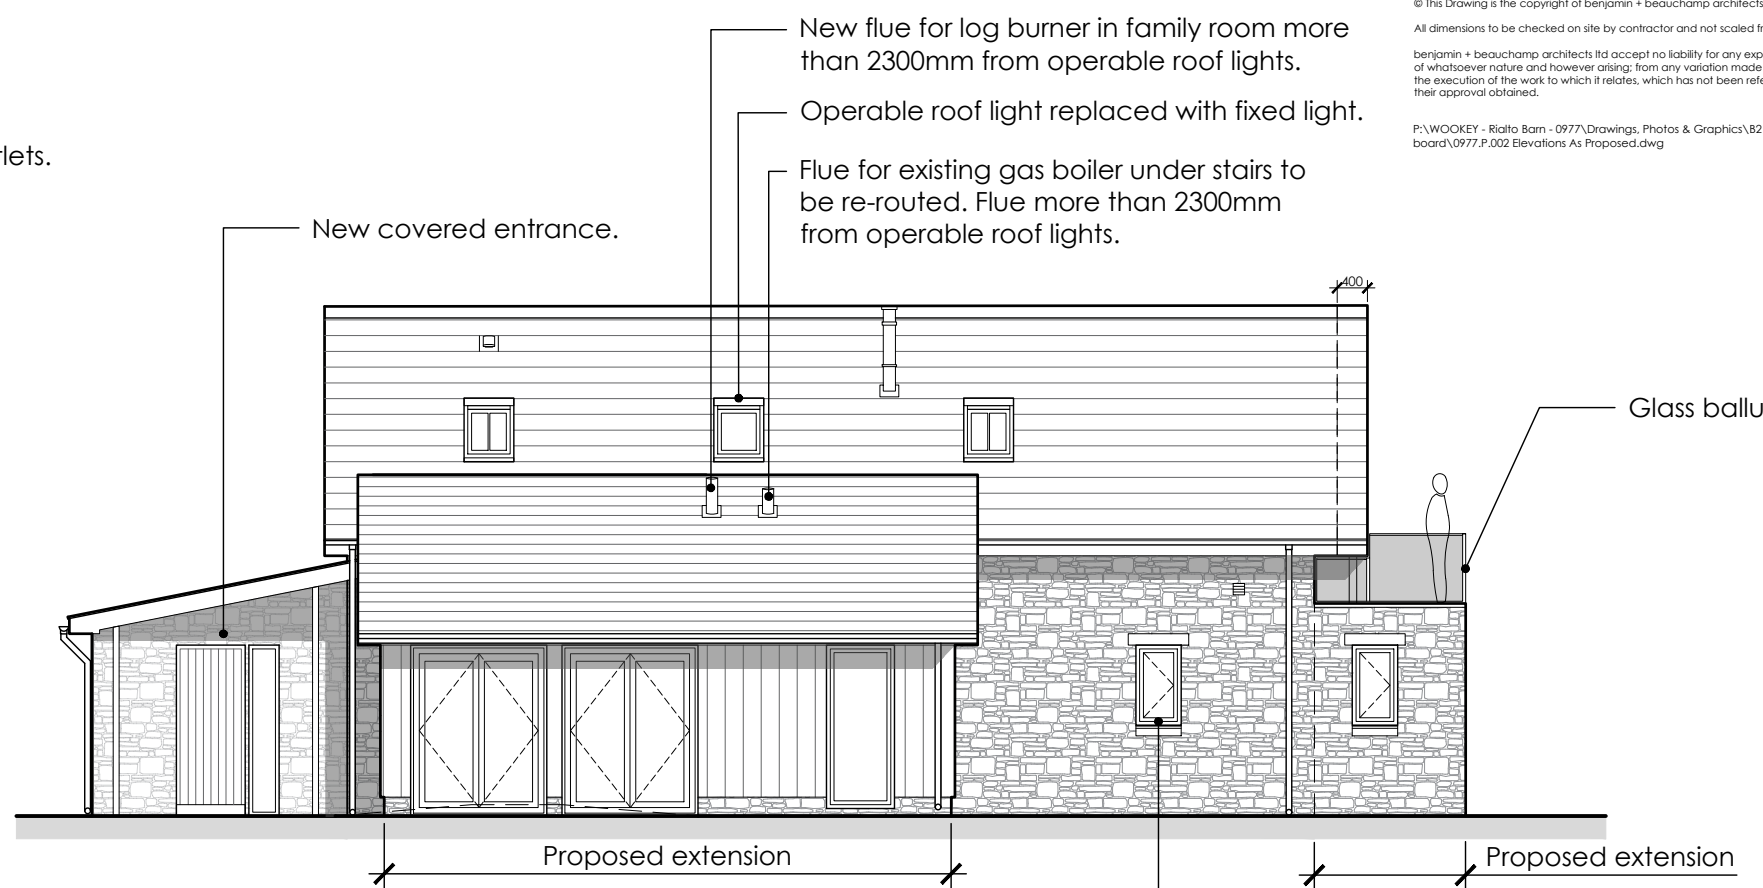 © This Drawing is the copyright of benjamin + beauchamp architects
All dimensions to be checked on site by contractor and not scaled
benjamin + beauchamp architects ltd accept no liability for any
of whatsoever nature and however arising; from any variation made
the execution of the work to which it relates, which has not been
their approval obtained.
P:\WOOKEY - Rialto Barn - 0977\Drawings, Photos & Graphics\B2
board\0977.P.002 Elevations As Proposed.dwg
New flue for log burner in family room more
than 2300mm from operable roof lights.
Operable roof light replaced with fixed light.
Flue for existing gas boiler under stairs to
be re-routed. Flue more than 2300mm
from operable roof lights.
New covered entrance.
400
Glass
Proposed extension
Proposed extension